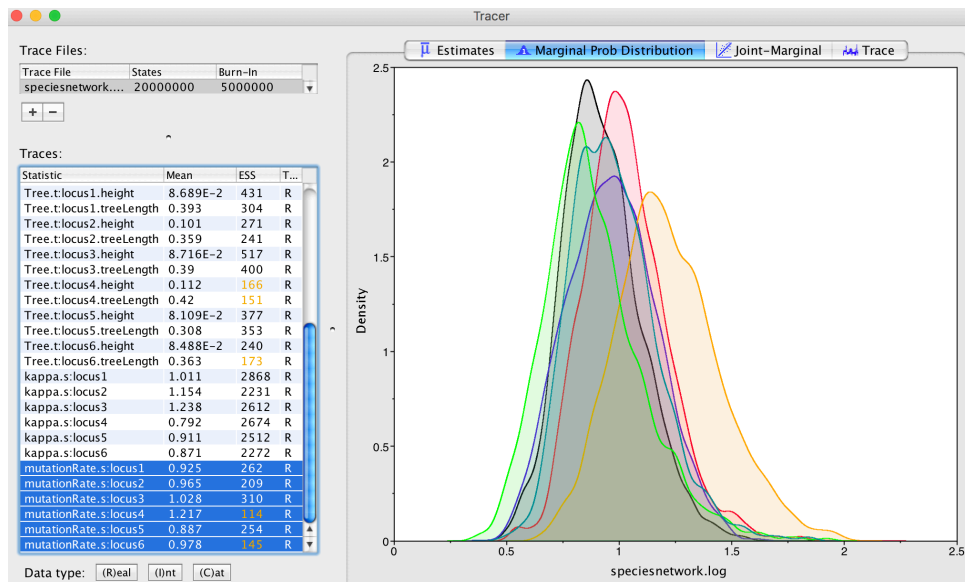 Tracer
Trace Files:
Trace File States Burn-In
speciesnetwork.... 20000000 5000000
+ −
Traces:
Statistic Mean ESS T...
Tree.t:locus1.height 8.689E-2 431 R
Tree.t:locus1.treeLength 0.393 304 R
Tree.t:locus2.height 0.101 271 R
Tree.t:locus2.treeLength 0.359 241 R
Tree.t:locus3.height 8.716E-2 517 R
Tree.t:locus3.treeLength 0.39 400 R
Tree.t:locus4.height 0.112 166 R
Tree.t:locus4.treeLength 0.42 151 R
Tree.t:locus5.height 8.109E-2 377 R
Tree.t:locus5.treeLength 0.308 353 R
Tree.t:locus6.height 8.488E-2 240 R
Tree.t:locus6.treeLength 0.363 173 R
kappa.s:locus1 1.011 2868 R
kappa.s:locus2 1.154 2231 R
kappa.s:locus3 1.238 2612 R
kappa.s:locus4 0.792 2674 R
kappa.s:locus5 0.911 2512 R
kappa.s:locus6 0.871 2272 R
mutationRate.s:locus1 0.925 262 R
mutationRate.s:locus2 0.965 209 R
mutationRate.s:locus3 1.028 310 R
mutationRate.s:locus4 1.217 114 R
mutationRate.s:locus5 0.887 254 R
mutationRate.s:locus6 0.978 145 R
Data type: (R)eal (I)nt (C)at
μ Estimates Marginal Prob Distribution Joint-Marginal Trace
2.5
2
1.5
1
0.5
0
Density
0 0.5 1 1.5 2 2.5
speciesnetwork.log